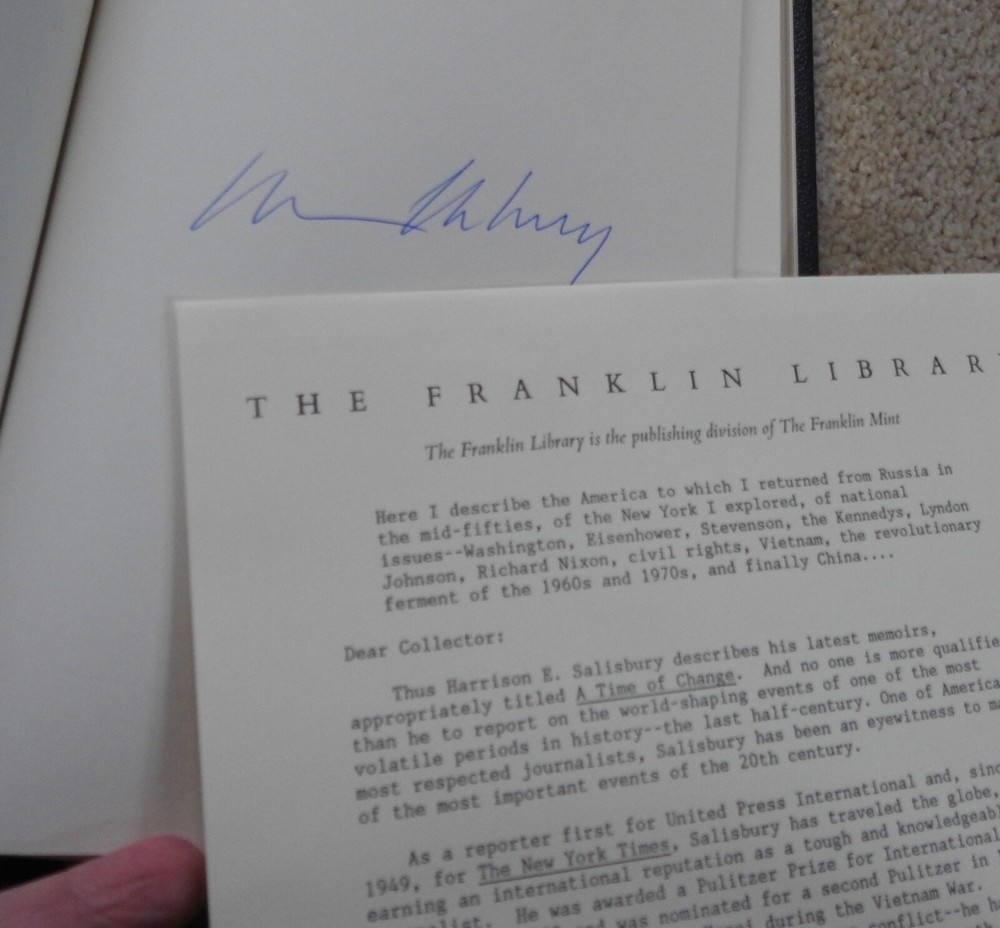 THE FRANKLIN LIBRAR
The Franklin Library is the publishing division of The Franklin Mint
Here I describe the America to which I returned from Russia in
the mid-fifties, of the New York I explored, of national
issues--Washington, Eisenhower, Stevenson, the Kennedys, Lyndon
Johnson, Richard Nixon, civil rights, Vietnam, the revolutionary
ferment of the 1960s and 1970s, and finally China....
Dear Collector:
Thus Harrison E. Salisbury describes his latest memoirs,
appropriately titled A Time of Change. And no one is more qualifie
than he to report on the world-shaping events of one of the most
volatile periods in history--the last half-century. One of America
most respected journalists, Salisbury has been an eyewitness to ma
of the most important events of the 20th century.
As a reporter first for United Press International and, sinc
1949, for The New York Times, Salisbury has traveled the globe,
earning an international reputation as a tough and knowledgeabl
alist. He was awarded a Pulitzer Prize for International
and was nominated for a second Pulitzer in
during the Vietnam War.
conflict--he ha